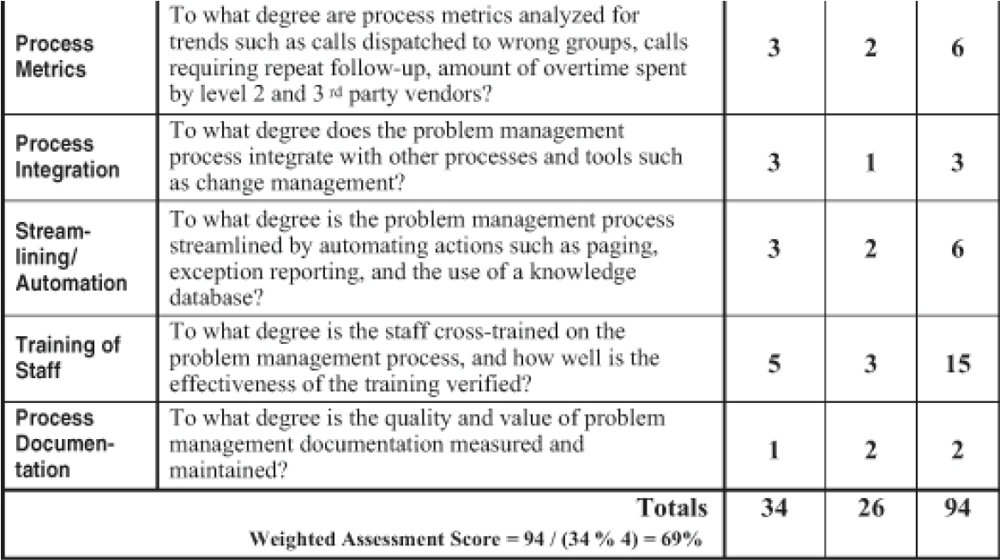 Process
Metrics
To what degree are process metrics analyzed for
trends such as calls dispatched to wrong groups, calls
requiring repeat follow-up, amount of overtime spent
by level 2 and 3 rd party vendors?
3 2 6
Process
Integration
To what degree does the problem management
process integrate with other processes and tools such
as change management?
3 1 3
Stream-
lining/
Automation
To what degree is the problem management process
streamlined by automating actions such as paging,
exception reporting, and the use of a knowledge
database?
3 2 6
Training of
Staff
To what degree is the staff cross-trained on the
problem management process, and how well is the
effectiveness of the training verified?
5 3 15
Process
Documen-
tation
To what degree is the quality and value of problem
management documentation measured and
maintained?
1 2 2
Totals 34 26 94
Weighted Assessment Score = 94 / (34 % 4) = 69%